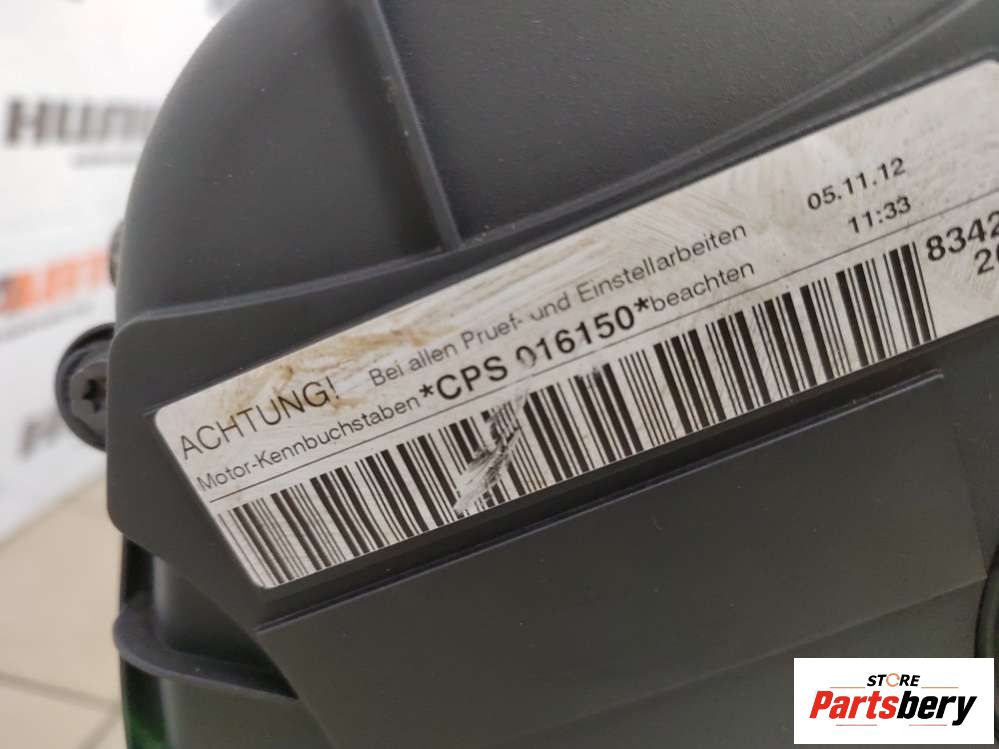 ACHTUNG! Bei allen Pruef- und Einstellarbeiten 05.11.12
11:33
Motor-Kennbuchstaben *CPS 016150* beachten
8342
STORE
Partsbery